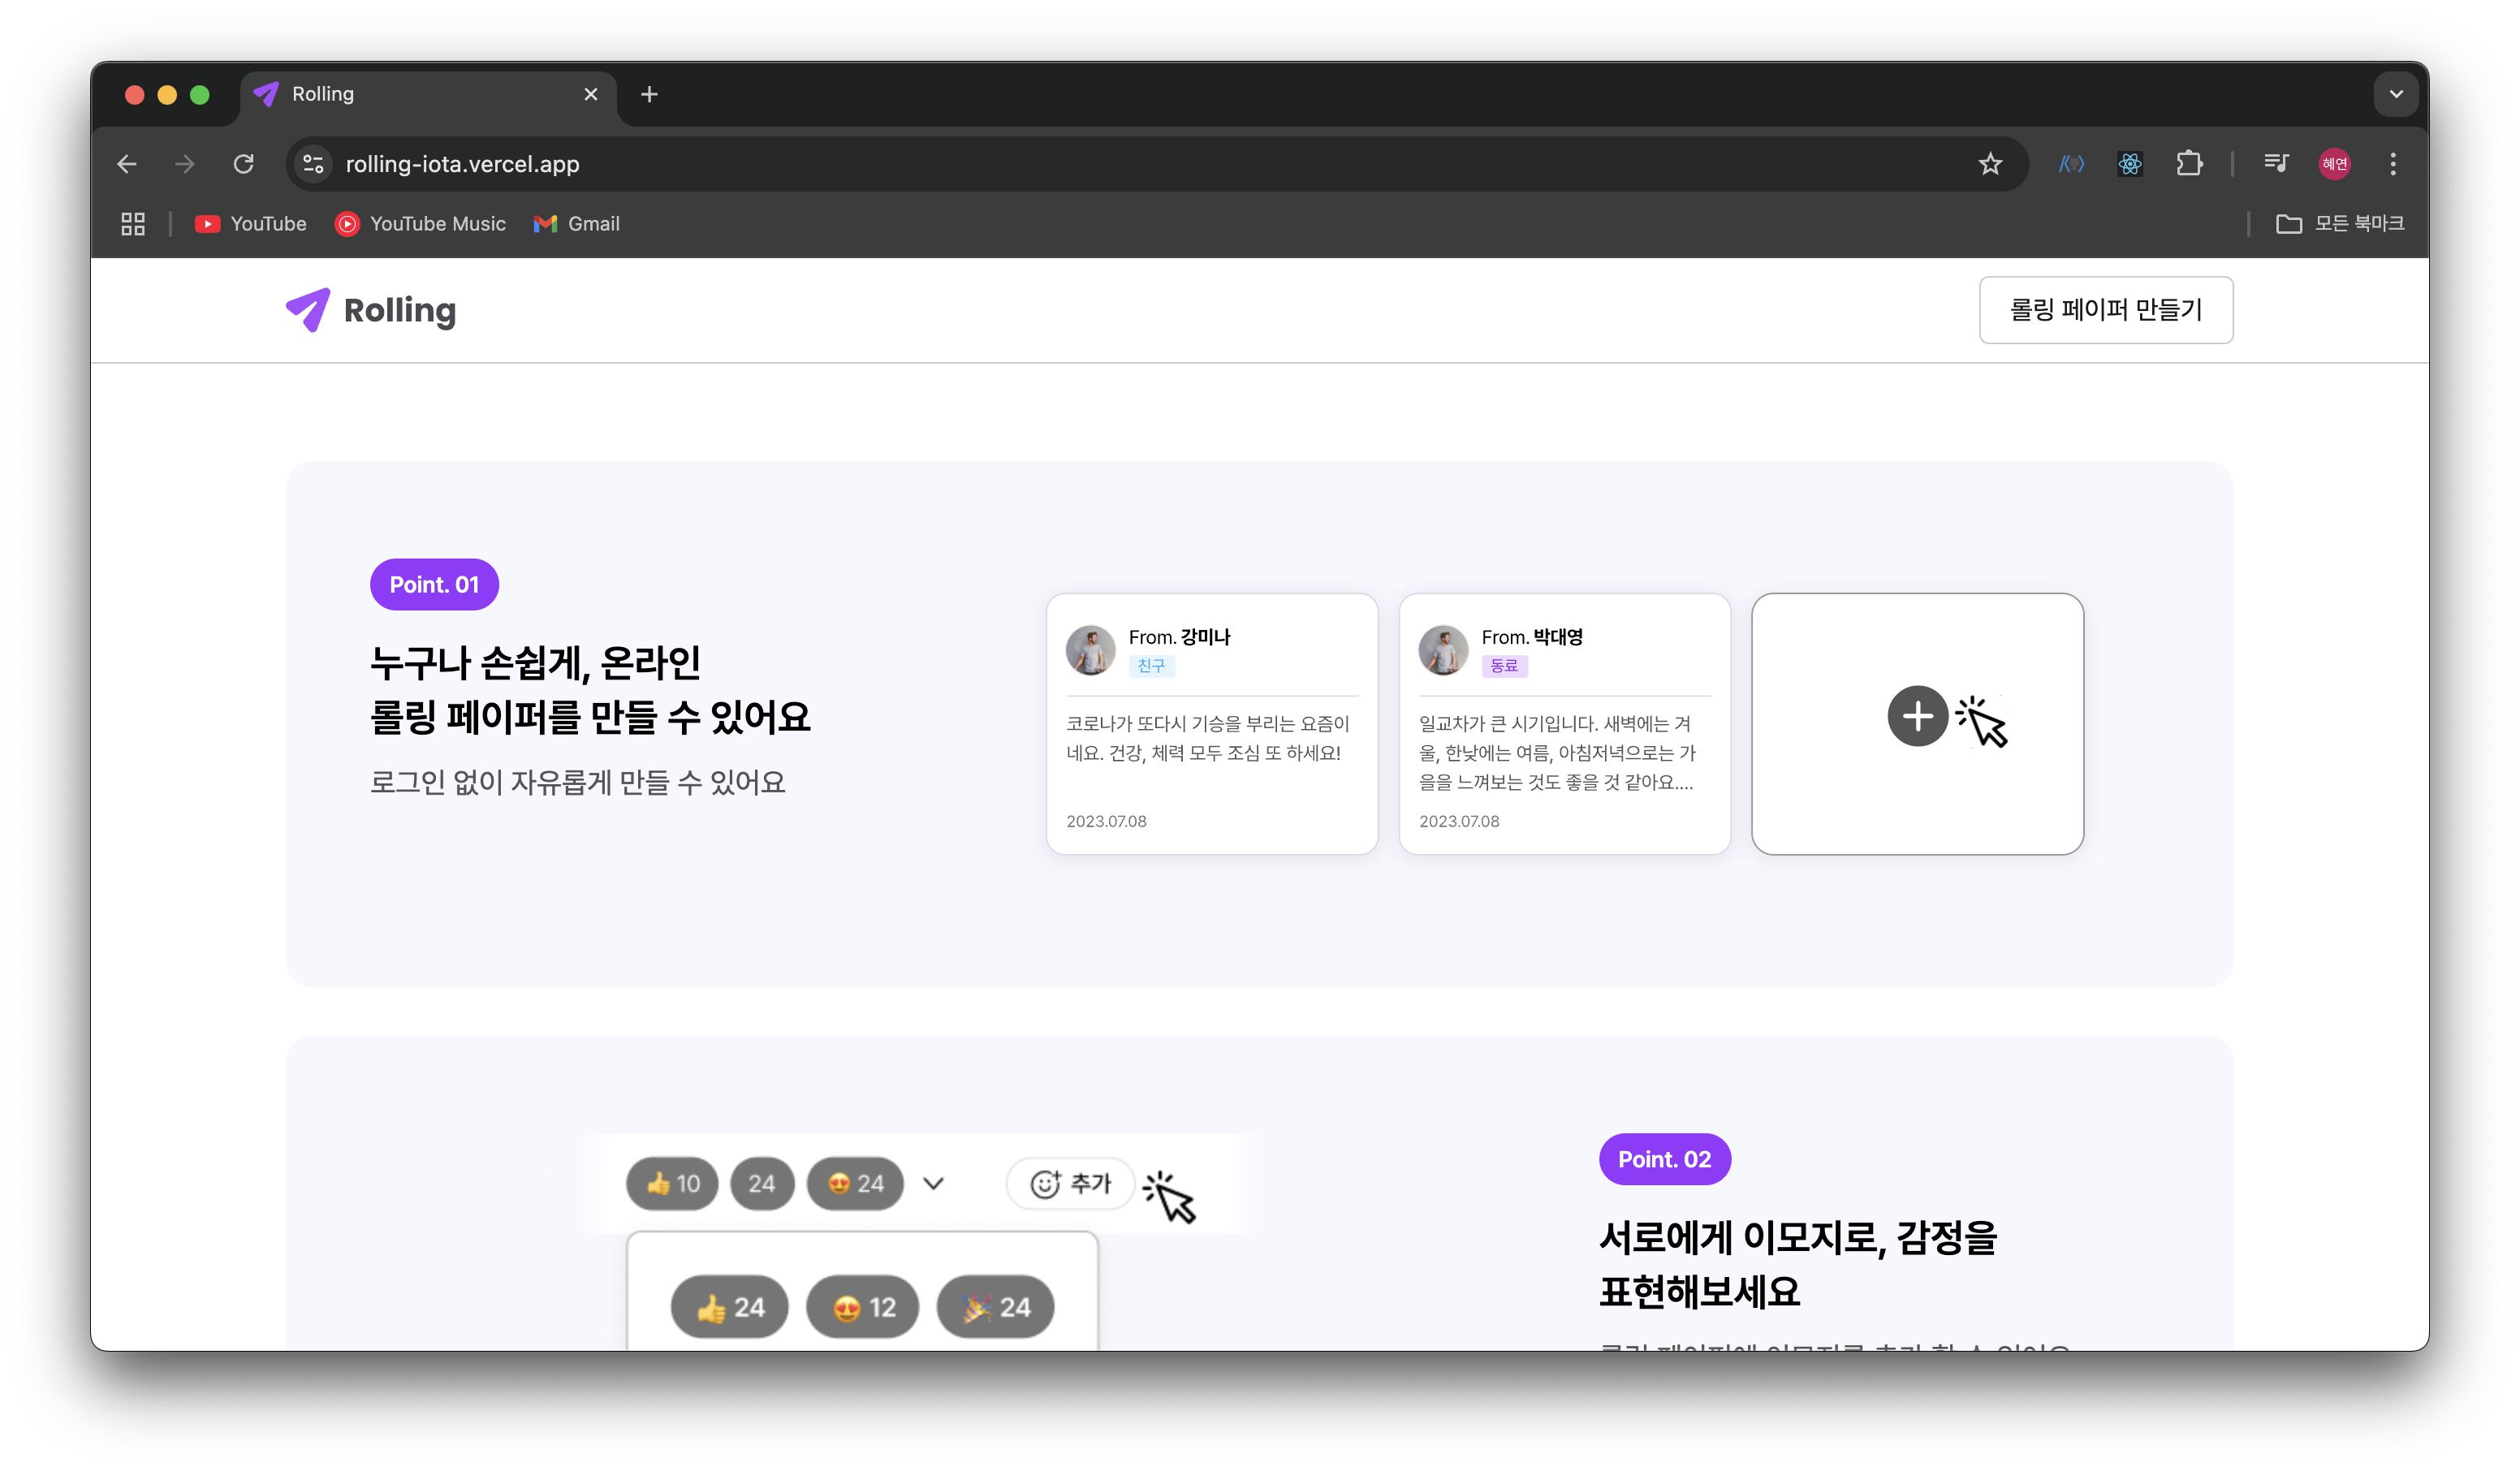 Rolling
rolling-iota.vercel.app
혜연
YouTube
YouTube Music
Gmail
모든 북마크
Rolling
롤링 페이퍼 만들기
Point. 01
누구나 손쉽게, 온라인
롤링 페이퍼를 만들 수 있어요
로그인 없이 자유롭게 만들 수 있어요
From. 강미나
친구
코로나가 또다시 기승을 부리는 요즘이
네요. 건강, 체력 모두 조심 또 하세요!
2023.07.08
From. 박대영
동료
일교차가 큰 시기입니다. 새벽에는 겨
울, 한낮에는 여름, 아침저녁으로는 가
을을 느껴보는 것도 좋을 것 같아요....
2023.07.08
👍 10
24
😍 24
추가
👍 24
😍 12
🎉 24
Point. 02
서로에게 이모지로, 감정을
표현해보세요